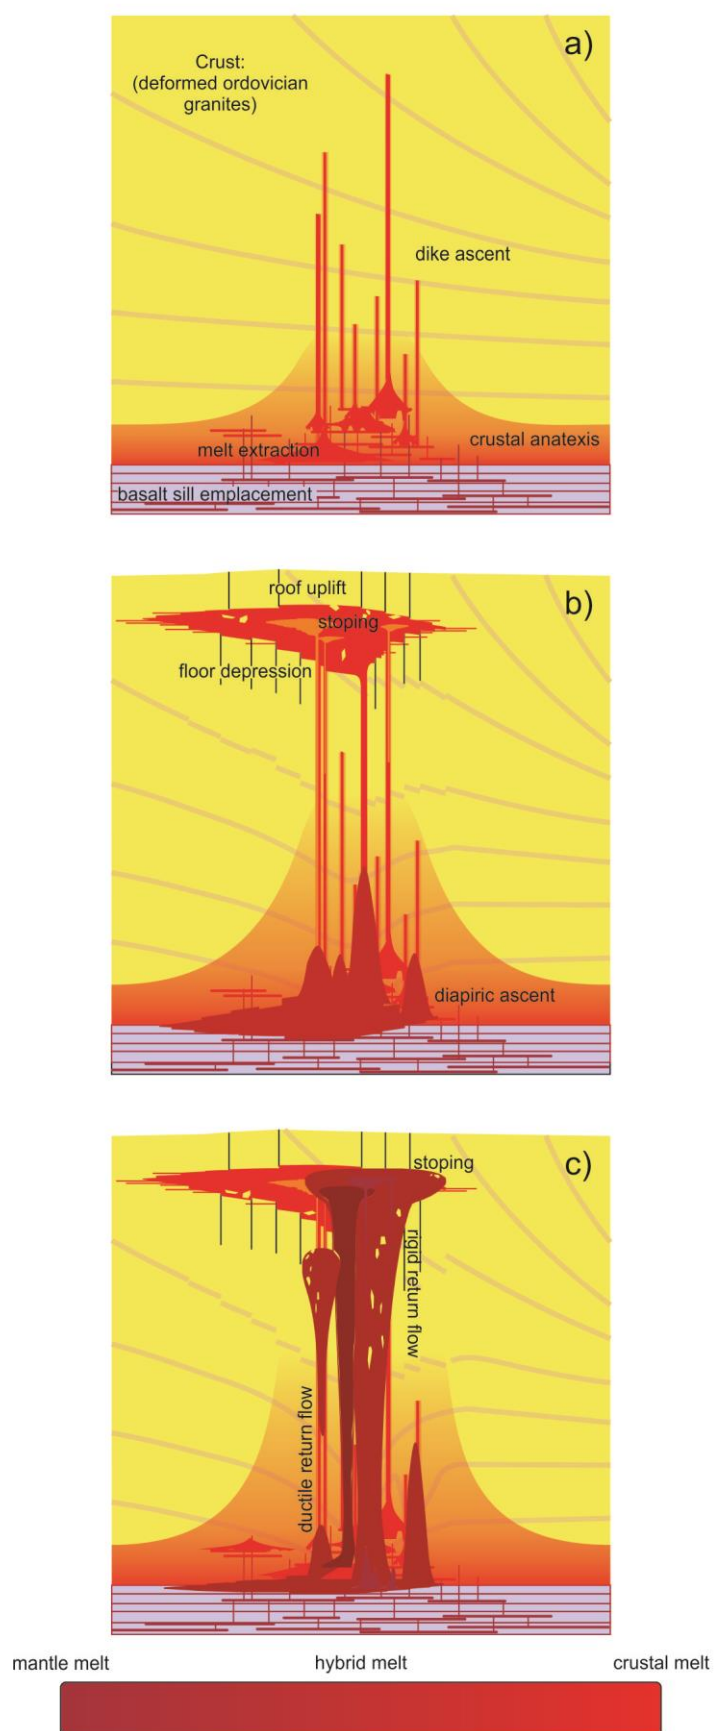 a)
Crust:
(deformed ordovician
granites)
dike ascent
crustal anatexis
melt extraction
basalt sill emplacement
b)
roof uplift
stoping
floor depression
diapiric ascent
c)
stoping
rigid return flow
ductile return flow
mantle melt hybrid melt crustal melt